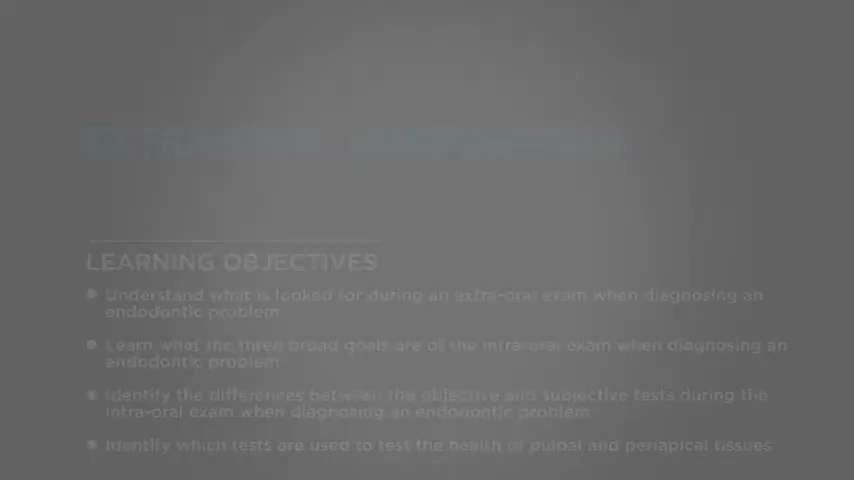 LEARNING OBJECTIVES
Understand what is looked for during an extra-oral exam when diagnosing an
endodontic problem
Learn what the three broad goals are of the intra-oral exam when diagnosing an
endodontic problem
Identify the differences between the objective and subjective tests during the
intra-oral exam when diagnosing an endodontic problem
Identify which tests are used to test the health of pulpal and periapical tissues